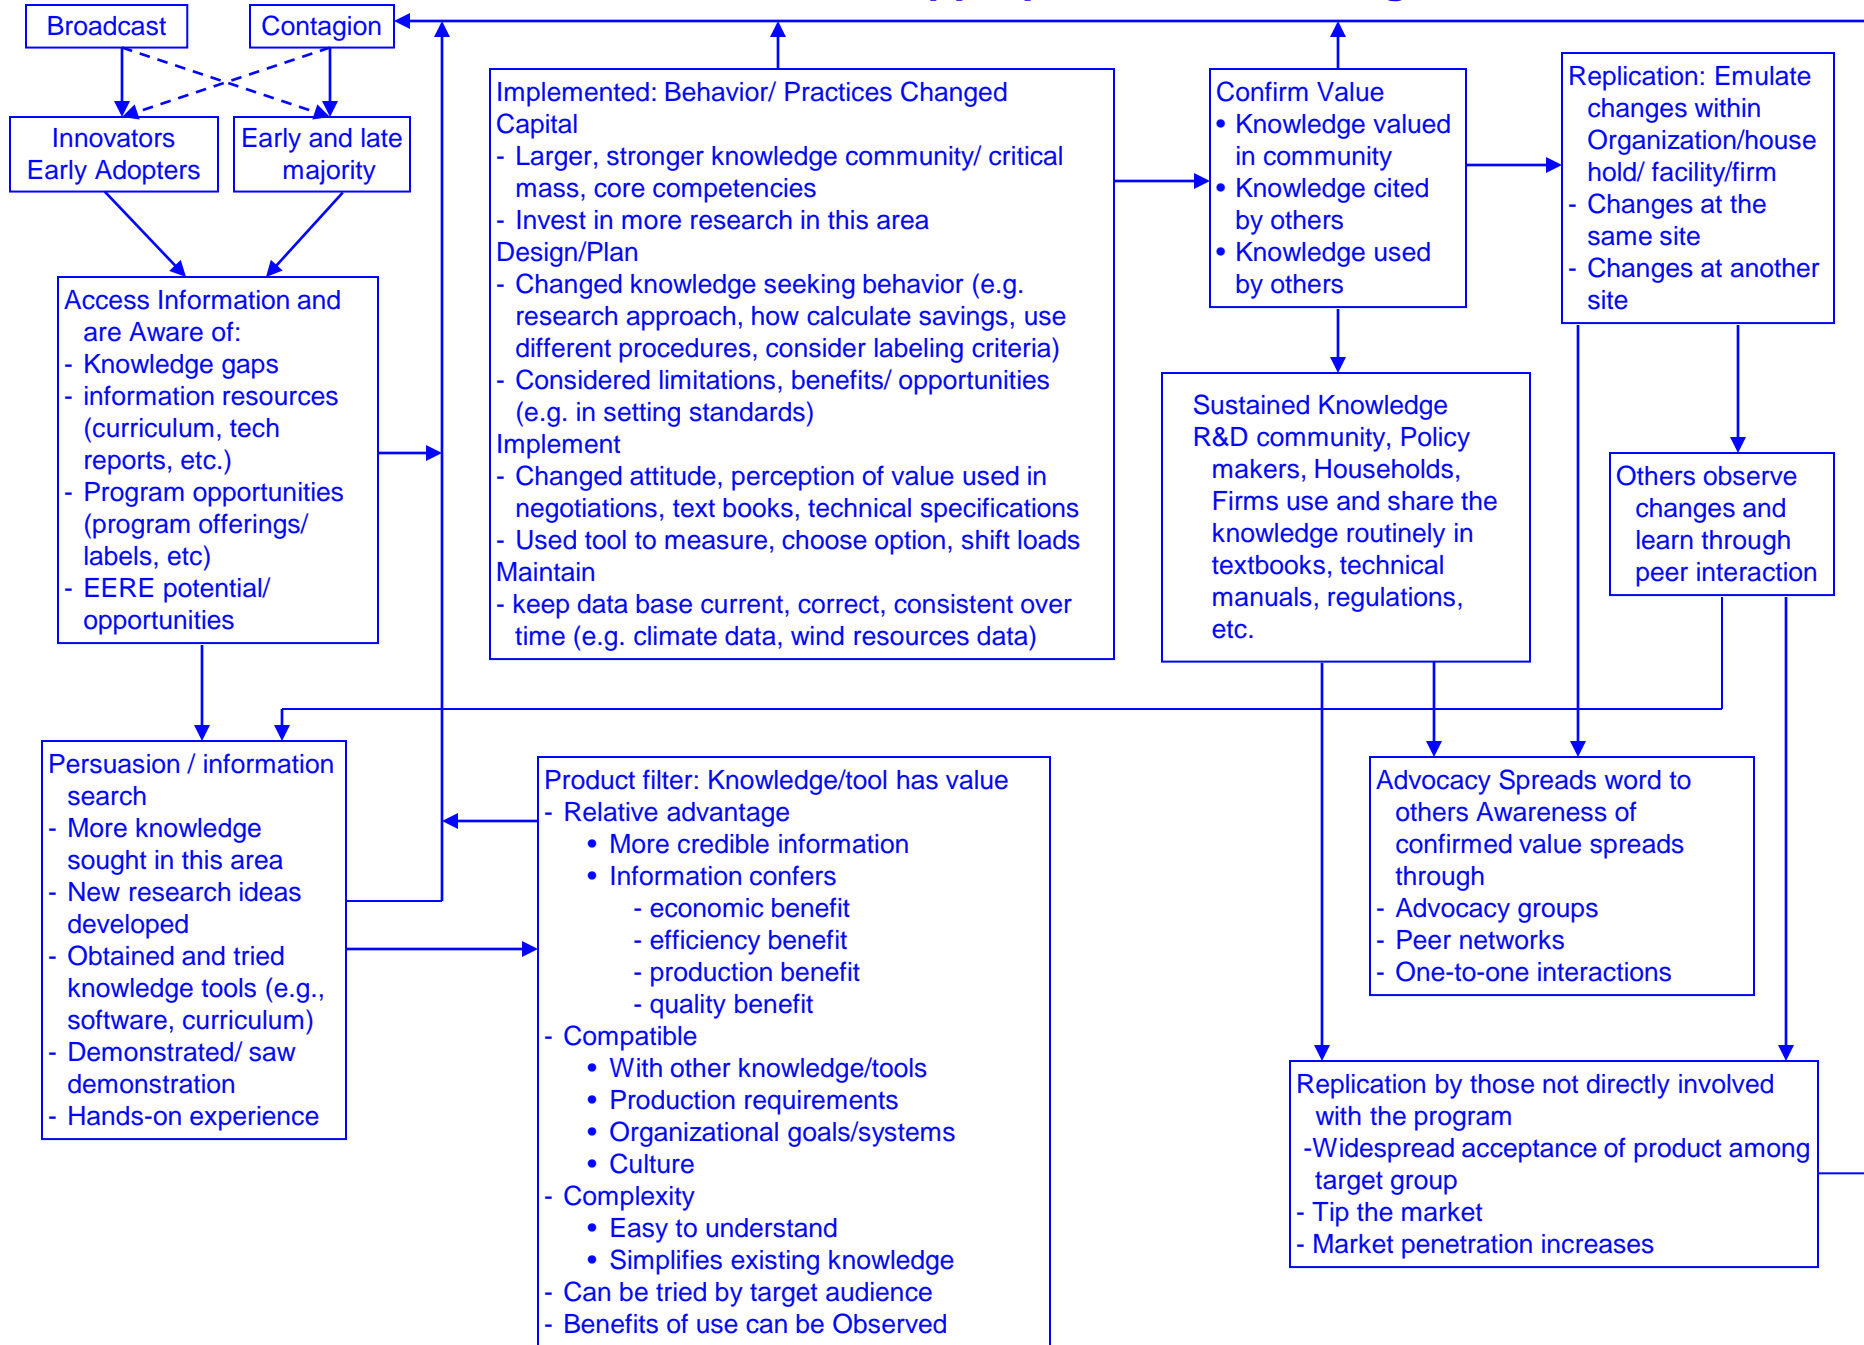 Broadcast
Contagion
Innovators
Early Adopters
Early and late
majority
Access Information and
are Aware of:
- Knowledge gaps
- information resources
(curriculum, tech
reports, etc.)
- Program opportunities
(program offerings/
labels, etc)
- EERE potential/
opportunities
Persuasion / information
search
- More knowledge
sought in this area
- New research ideas
developed
- Obtained and tried
knowledge tools (e.g.,
software, curriculum)
- Demonstrated/ saw
demonstration
- Hands-on experience
Implemented: Behavior/ Practices Changed
Capital
- Larger, stronger knowledge community/ critical
mass, core competencies
- Invest in more research in this area
Design/Plan
- Changed knowledge seeking behavior (e.g.
research approach, how calculate savings, use
different procedures, consider labeling criteria)
- Considered limitations, benefits/ opportunities
(e.g. in setting standards)
Implement
- Changed attitude, perception of value used in
negotiations, text books, technical specifications
- Used tool to measure, choose option, shift loads
Maintain
- keep data base current, correct, consistent over
time (e.g. climate data, wind resources data)
Product filter: Knowledge/tool has value
- Relative advantage
• More credible information
• Information confers
- economic benefit
- efficiency benefit
- production benefit
- quality benefit
- Compatible
• With other knowledge/tools
• Production requirements
• Organizational goals/systems
• Culture
- Complexity
• Easy to understand
• Simplifies existing knowledge
- Can be tried by target audience
- Benefits of use can be Observed
Confirm Value
• Knowledge valued
in community
• Knowledge cited
by others
• Knowledge used
by others
Sustained Knowledge
R&D community, Policy
makers, Households,
Firms use and share the
knowledge routinely in
textbooks, technical
manuals, regulations,
etc.
Replication: Emulate
changes within
Organization/house
hold/ facility/firm
- Changes at the
same site
- Changes at another
site
Others observe
changes and
learn through
peer interaction
Advocacy Spreads word to
others Awareness of
confirmed value spreads
through
- Advocacy groups
- Peer networks
- One-to-one interactions
Replication by those not directly involved
with the program
-Widespread acceptance of product among
target group
- Tip the market
- Market penetration increases